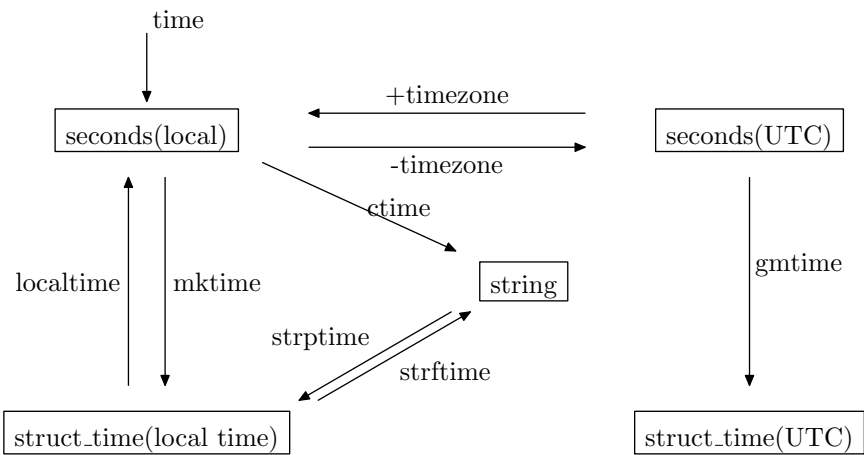 time
+timezone
seconds(local)
seconds(UTC)
-timezone
ctime
localtime
mktime
string
gmtime
strptime
strftime
struct_time(local time)
struct_time(UTC)